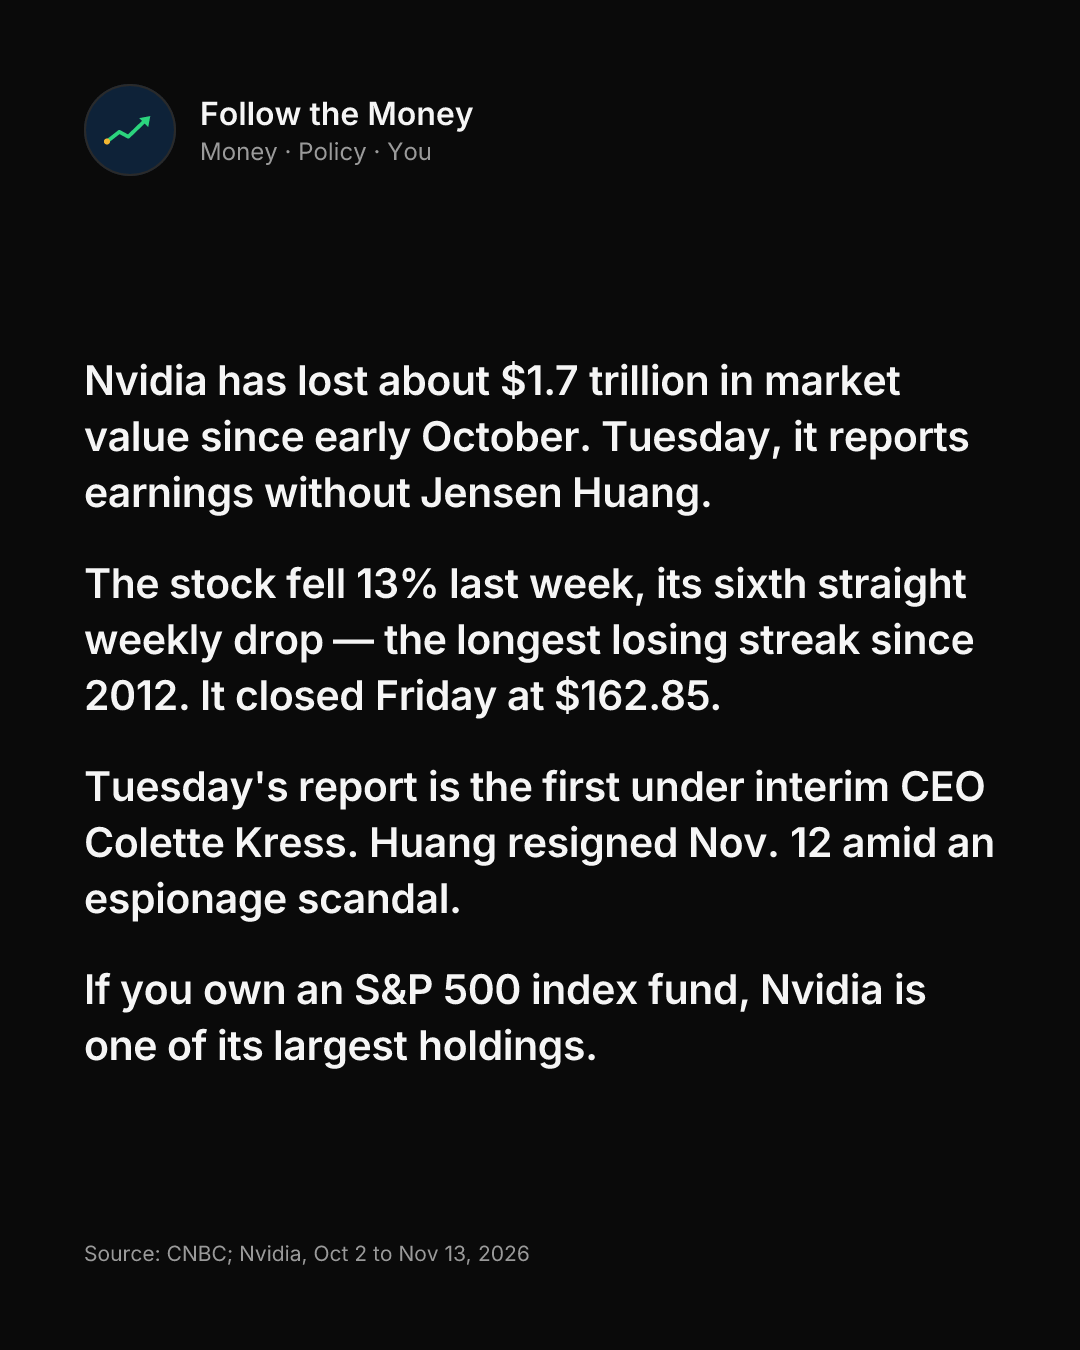 Follow the Money
Money · Policy · You
Nvidia has lost about $1.7 trillion in market
value since early October. Tuesday, it reports
earnings without Jensen Huang.
The stock fell 13% last week, its sixth straight
weekly drop — the longest losing streak since
2012. It closed Friday at $162.85.
Tuesday's report is the first under interim CEO
Colette Kress. Huang resigned Nov. 12 amid an
espionage scandal.
If you own an S&P 500 index fund, Nvidia is
one of its largest holdings.
Source: CNBC; Nvidia, Oct 2 to Nov 13, 2026